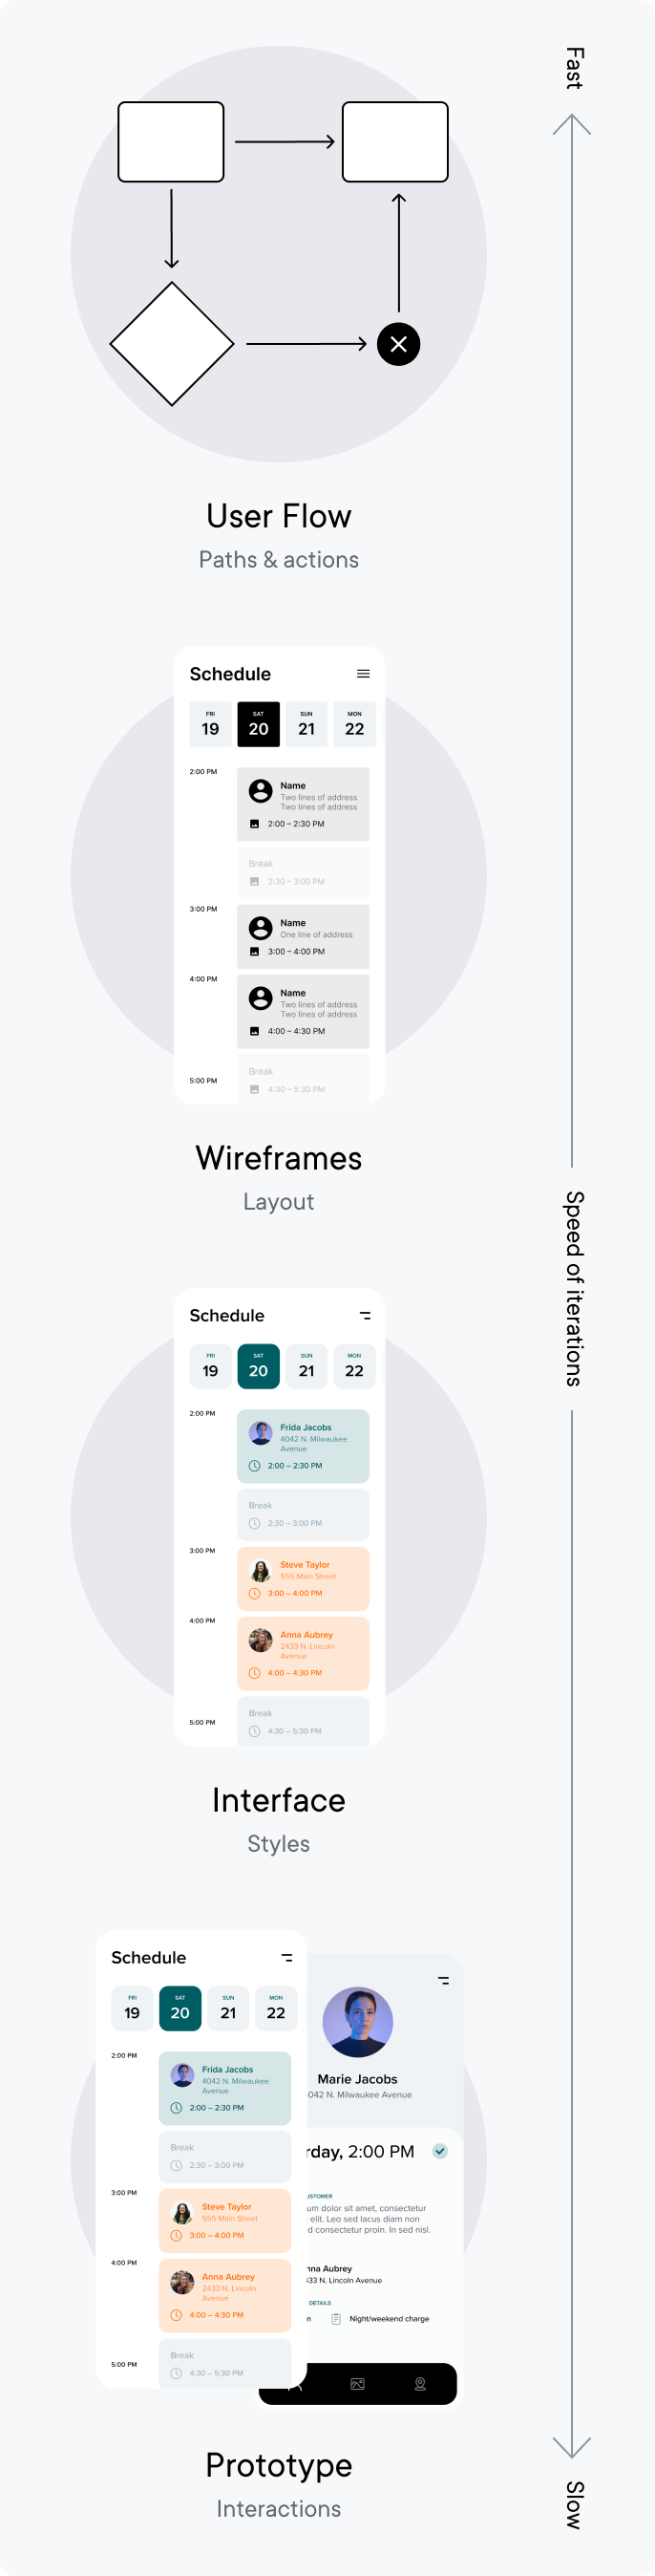 Fast
User Flow
Paths & actions
Schedule
FRI SAT SUN MON
19 20 21 22
2:00 PM
Name
Two lines of address
Two lines of address
2:00 – 2:30 PM
Break
2:30 – 3:00 PM
3:00 PM
Name
One line of address
3:00 – 4:00 PM
4:00 PM
Name
Two lines of address
Two lines of address
4:00 – 4:30 PM
Break
5:00 PM
4:30 – 5:30 PM
Wireframes
Layout
Speed of iterations
Schedule
FRI SAT SUN MON
19 20 21 22
2:00 PM
Frida Jacobs
4042 N. Milwaukee
Avenue
2:00 – 2:30 PM
Break
2:30 – 3:00 PM
3:00 PM
Steve Taylor
555 Main Street
3:00 – 4:00 PM
4:00 PM
Anna Aubrey
2433 N. Lincoln
Avenue
4:00 – 4:30 PM
Break
5:00 PM
4:30 – 5:30 PM
Interface
Styles
Schedule
FRI SAT SUN MON
19 20 21 22
2:00 PM
Frida Jacobs
4042 N. Milwaukee
Avenue
2:00 – 2:30 PM
Break
2:30 – 3:00 PM
3:00 PM
Steve Taylor
555 Main Street
3:00 – 4:00 PM
4:00 PM
Anna Aubrey
2433 N. Lincoln
Avenue
4:00 – 4:30 PM
Break
5:00 PM
4:30 – 5:30 PM
Marie Jacobs
042 N. Milwaukee Avenue
rday, 2:00 PM
USTOMER
um dolor sit amet, consectetur
elit. Leo sed lacus diam non
d consectetur proin. In sed nisl.
nna Aubrey
33 N. Lincoln Avenue
DETAILS
n
Night/weekend charge
Prototype
Interactions
Slow